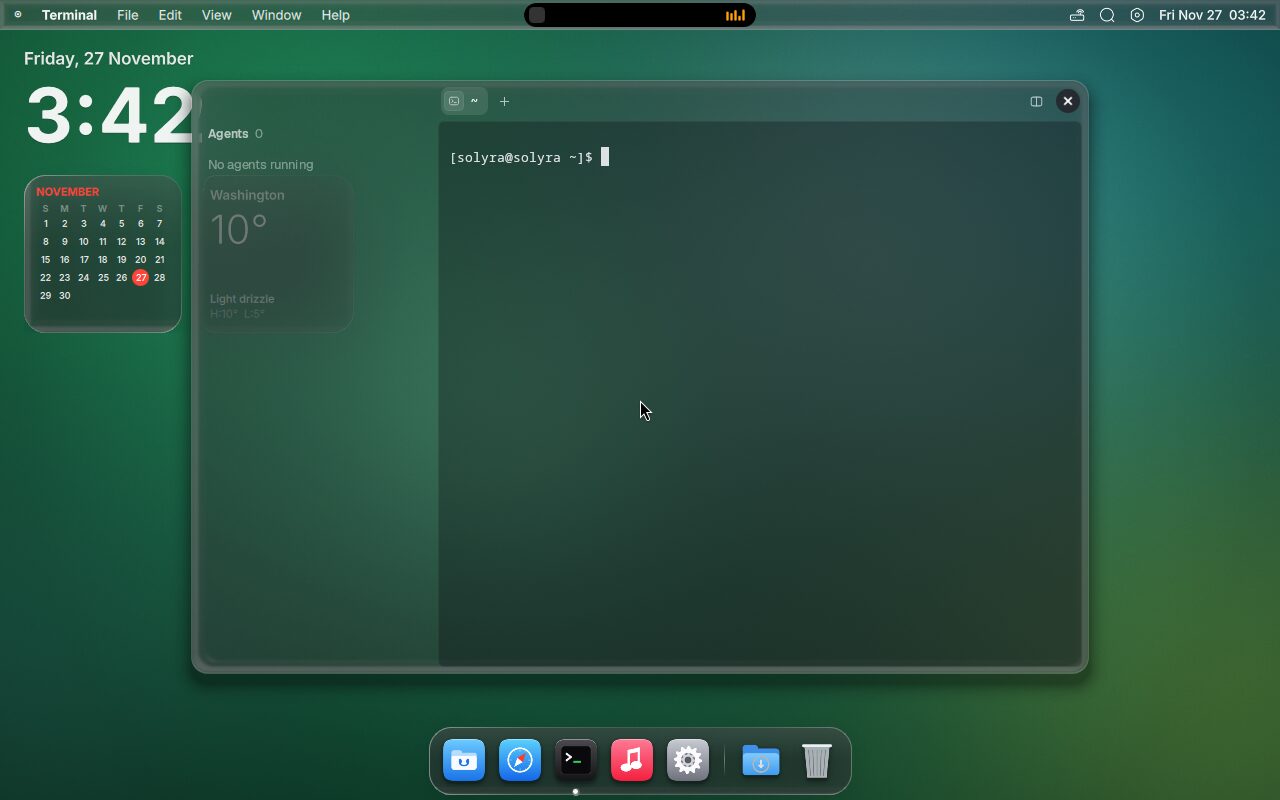 Terminal File Edit View Window Help
Fri Nov 27 03:42
Friday, 27 November
3:42
~
Agents 0
No agents running
[solyra@solyra ~]$
NOVEMBER
S M T W T F S
1 2 3 4 5 6 7
8 9 10 11 12 13 14
15 16 17 18 19 20 21
22 23 24 25 26 27 28
29 30
Washington
10°
Light drizzle
H:10° L:5°